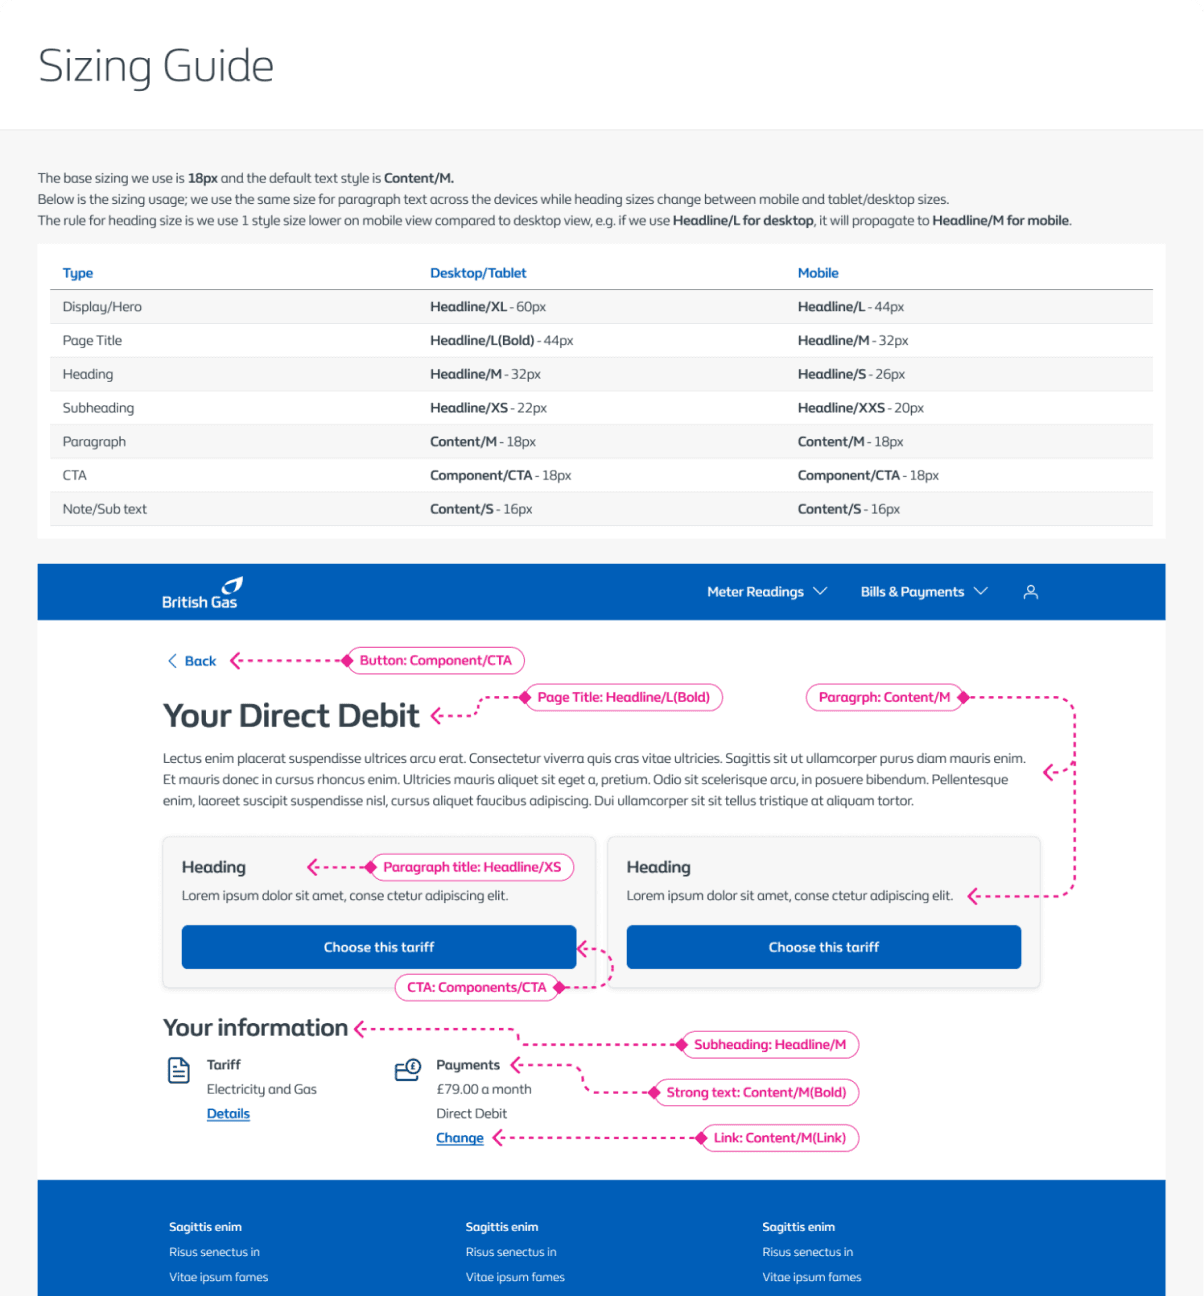 Sizing Guide
The base sizing we use is 18px and the default text style is Content/M.
Below is the sizing usage; we use the same size for paragraph text across the devices while heading sizes change between mobile and tablet/desktop sizes.
The rule for heading size is we use 1 style size lower on mobile view compared to desktop view, e.g. if we use Headline/L for desktop, it will propagate to Headline/M for mobile.
Type Desktop/Tablet Mobile
Display/Hero Headline/XL - 60px Headline/L - 44px
Page Title Headline/L(Bold) - 44px Headline/M - 32px
Heading Headline/M - 32px Headline/S - 26px
Subheading Headline/XS - 22px Headline/XXS - 20px
Paragraph Content/M - 18px Content/M - 18px
CTA Component/CTA - 18px Component/CTA - 18px
Note/Sub text Content/S - 16px Content/S - 16px
British Gas Meter Readings Bills & Payments
Back Button: Component/CTA
Page Title: Headline/L(Bold) Paragrph: Content/M
Your Direct Debit
Lectus enim placerat suspendisse ultrices arcu erat. Consectetur viverra quis cras vitae ultricies. Sagittis sit ut ullamcorper purus diam mauris enim.
Et mauris donec in cursus rhoncus enim. Ultricies mauris aliquet sit eget a, pretium. Odio sit scelerisque arcu, in posuere bibendum. Pellentesque
enim, laoreet suscipit suspendisse nisl, cursus aliquet faucibus adipiscing. Dui ullamcorper sit sit tellus tristique at aliquam tortor.
Heading Paragraph title: Headline/XS Heading
Lorem ipsum dolor sit amet, conse ctetur adipiscing elit. Lorem ipsum dolor sit amet, conse ctetur adipiscing elit.
Choose this tariff Choose this tariff
CTA: Components/CTA
Your information
Subheading: Headline/M
Tariff Payments
Electricity and Gas £79.00 a month Strong text: Content/M(Bold)
Details Direct Debit
Change Link: Content/M(Link)
Sagittis enim Sagittis enim Sagittis enim
Risus senectus in Risus senectus in Risus senectus in
Vitae ipsum fames Vitae ipsum fames Vitae ipsum fames